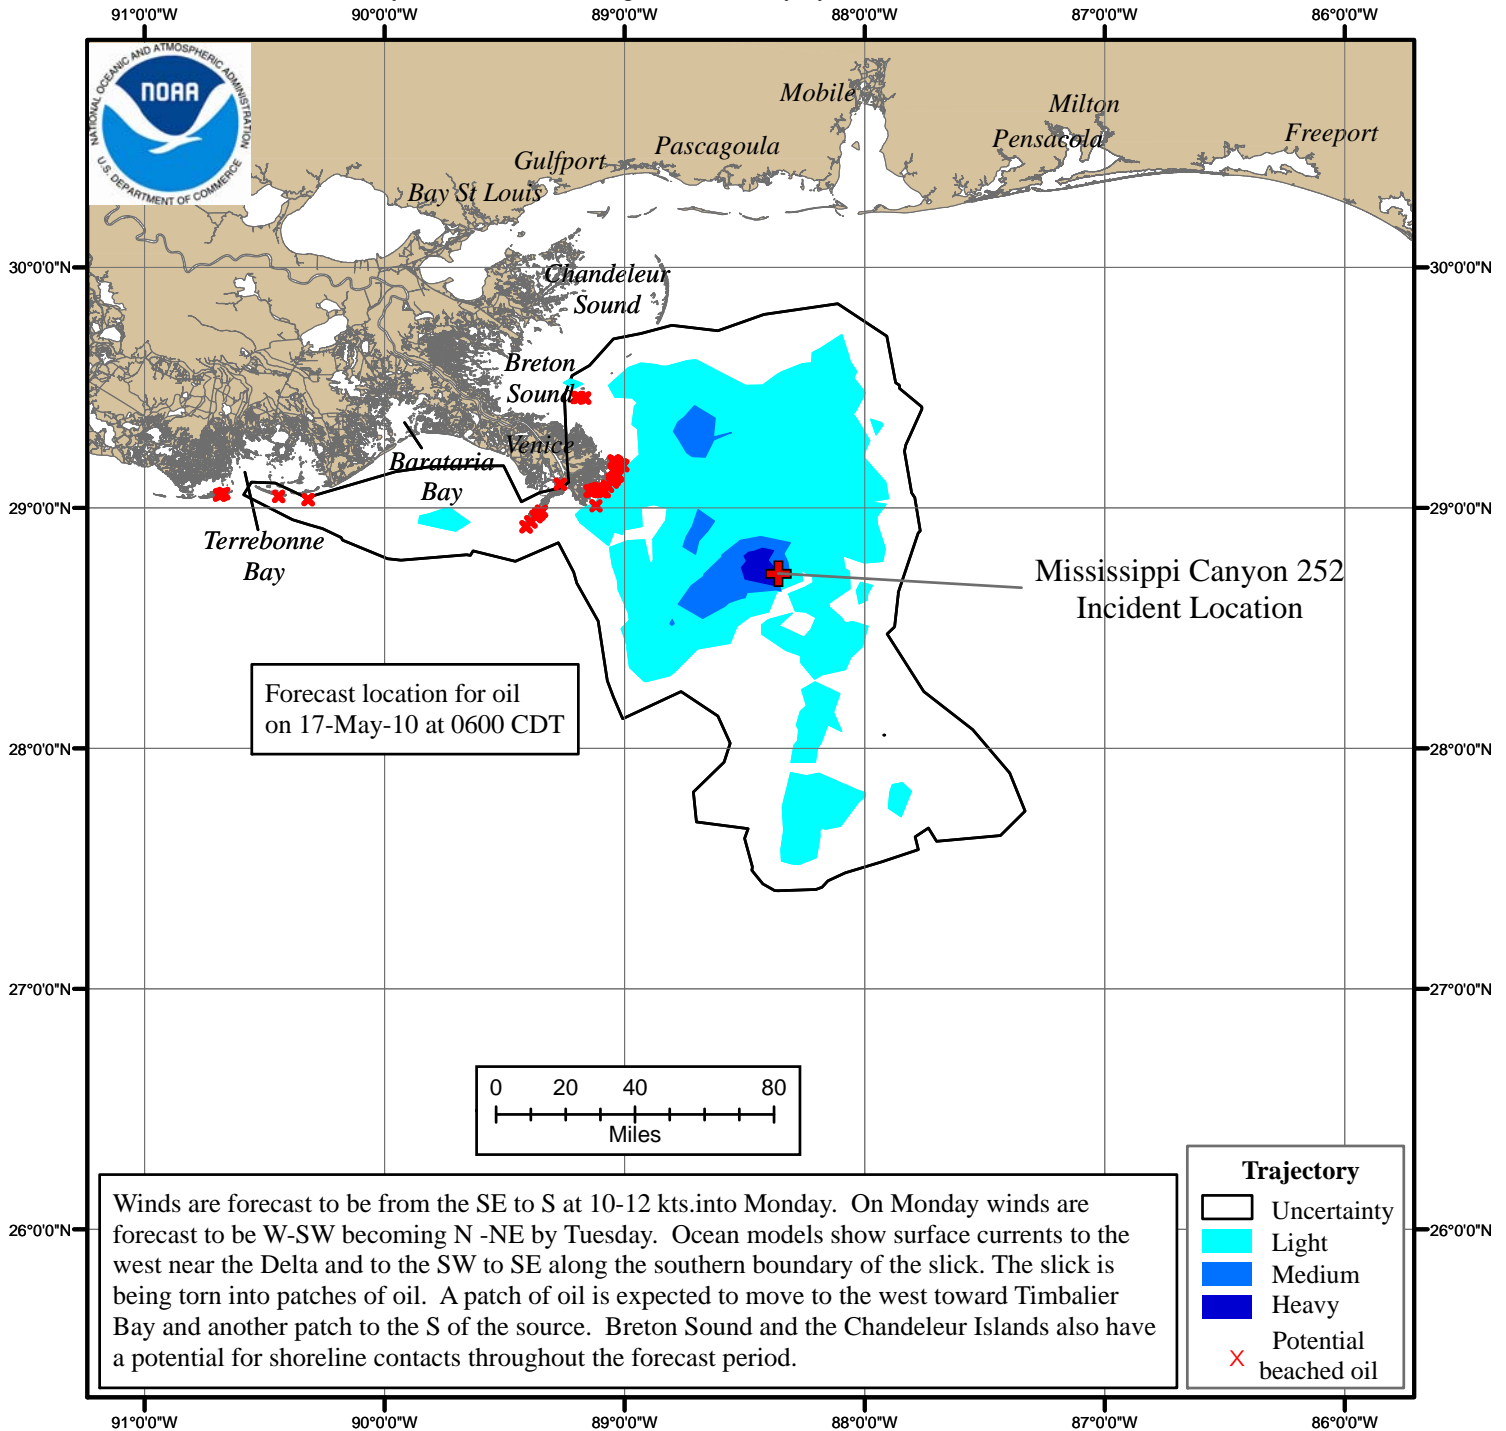 91°0'0"W
90°0'0"W
89°0'0"W
88°0'0"W
87°0'0"W
86°0'0"W
NATIONAL OCEANIC AND ATMOSPHERIC ADMINISTRATION
NOAA
U.S. DEPARTMENT OF COMMERCE
Mobile
Milton
Pensacola
Freeport
Pascagoula
Gulfport
Bay St Louis
30°0'0"N
30°0'0"N
Chandeleur
Sound
Breton
Sound
Venice
Barataria
Bay
29°0'0"N
29°0'0"N
Terrebonne
Bay
Mississippi Canyon 252
Incident Location
Forecast location for oil
on 17-May-10 at 0600 CDT
28°0'0"N
28°0'0"N
27°0'0"N
27°0'0"N
0 20 40 80
Miles
26°0'0"N
26°0'0"N
Winds are forecast to be from the SE to S at 10-12 kts.into Monday. On Monday winds are
forecast to be W-SW becoming N -NE by Tuesday. Ocean models show surface currents to the
west near the Delta and to the SW to SE along the southern boundary of the slick. The slick is
being torn into patches of oil. A patch of oil is expected to move to the west toward Timbalier
Bay and another patch to the S of the source. Breton Sound and the Chandeleur Islands also have
a potential for shoreline contacts throughout the forecast period.
Trajectory
Uncertainty
Light
Medium
Heavy
X Potential
beached oil
91°0'0"W
90°0'0"W
89°0'0"W
88°0'0"W
87°0'0"W
86°0'0"W